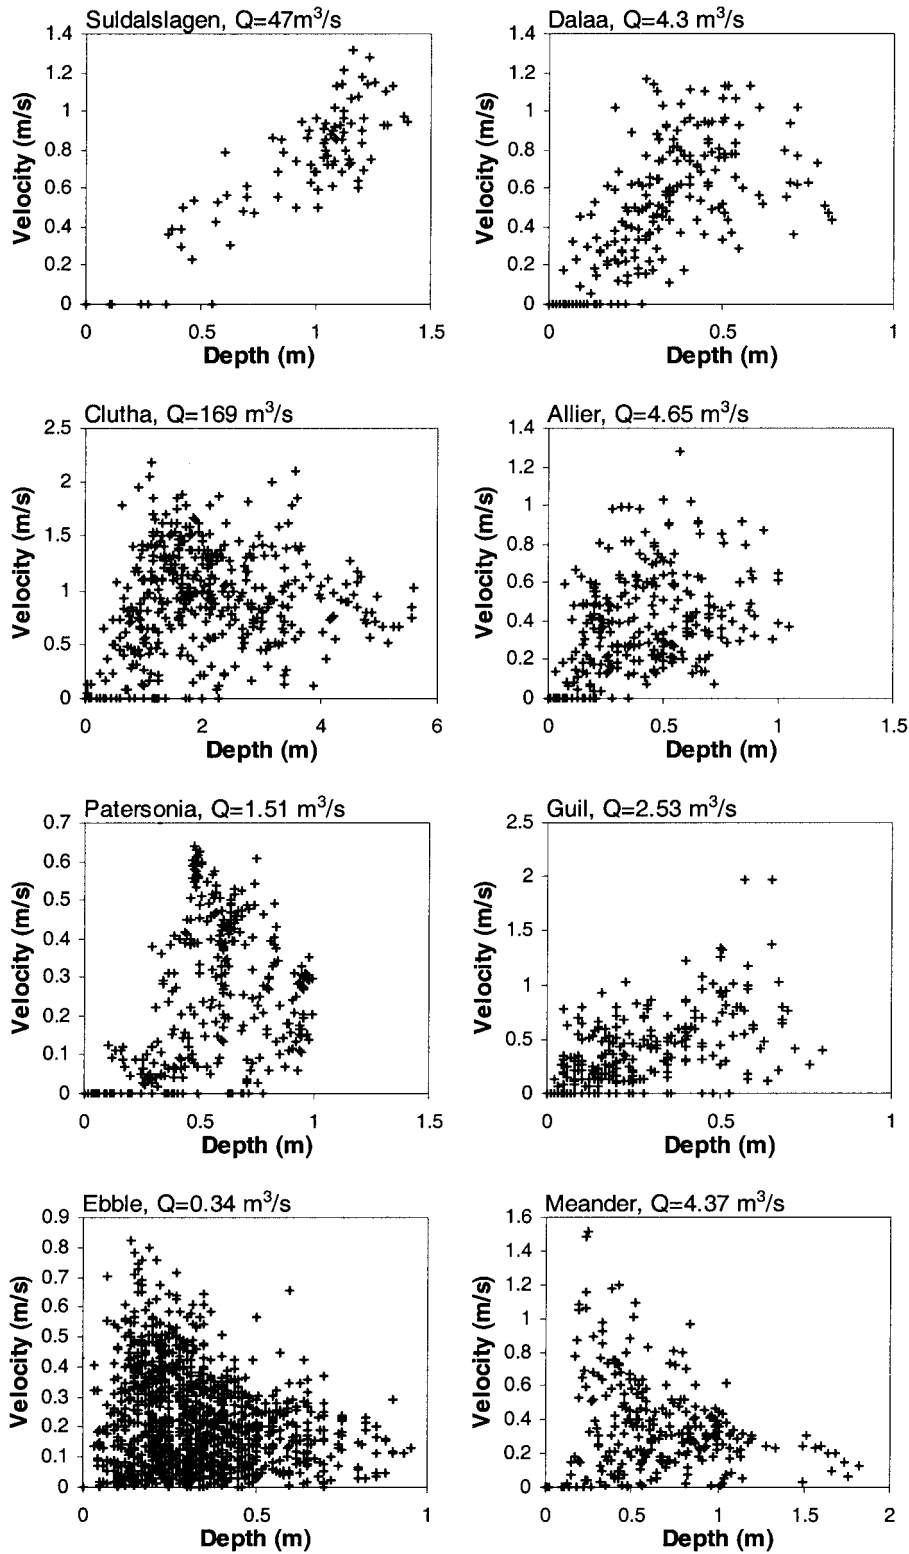 Suldalslagen, Q=47m³/s
1.4
1.2
1
0.8
0.6
0.4
0.2
0
0 0.5 1 1.5
Velocity (m/s)
Depth (m)
Dalaa, Q=4.3 m³/s
1.4
1.2
1
0.8
0.6
0.4
0.2
0
0 0.5 1
Velocity (m/s)
Depth (m)
Clutha, Q=169 m³/s
2.5
2
1.5
1
0.5
0
0 2 4 6
Velocity (m/s)
Depth (m)
Allier, Q=4.65 m³/s
1.4
1.2
1
0.8
0.6
0.4
0.2
0
0 0.5 1 1.5
Velocity (m/s)
Depth (m)
Patersonia, Q=1.51 m³/s
0.7
0.6
0.5
0.4
0.3
0.2
0.1
0
0 0.5 1 1.5
Velocity (m/s)
Depth (m)
Guil, Q=2.53 m³/s
2.5
2
1.5
1
0.5
0
0 0.5 1
Velocity (m/s)
Depth (m)
Ebble, Q=0.34 m³/s
0.9
0.8
0.7
0.6
0.5
0.4
0.3
0.2
0.1
0
0 0.5 1
Velocity (m/s)
Depth (m)
Meander, Q=4.37 m³/s
1.6
1.4
1.2
1
0.8
0.6
0.4
0.2
0
0 0.5 1 1.5 2
Velocity (m/s)
Depth (m)